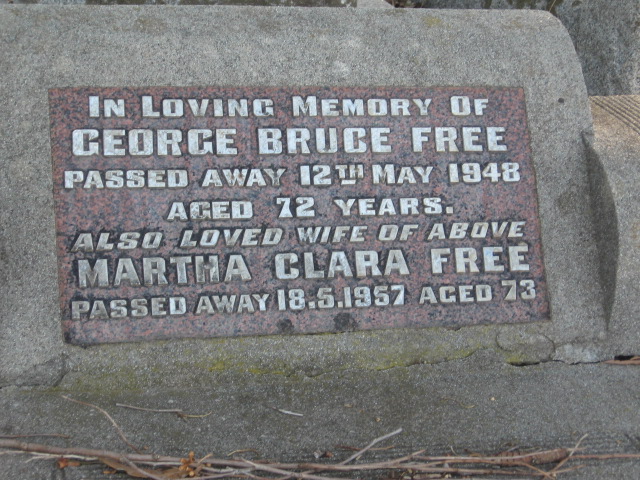 In Loving Memory Of
GEORGE BRUCE FREE
PASSED AWAY 12TH MAY 1948
AGED 72 YEARS.
ALSO LOVED WIFE OF ABOVE
MARTHA CLARA FREE
PASSED AWAY 18.5.1957 AGED 73